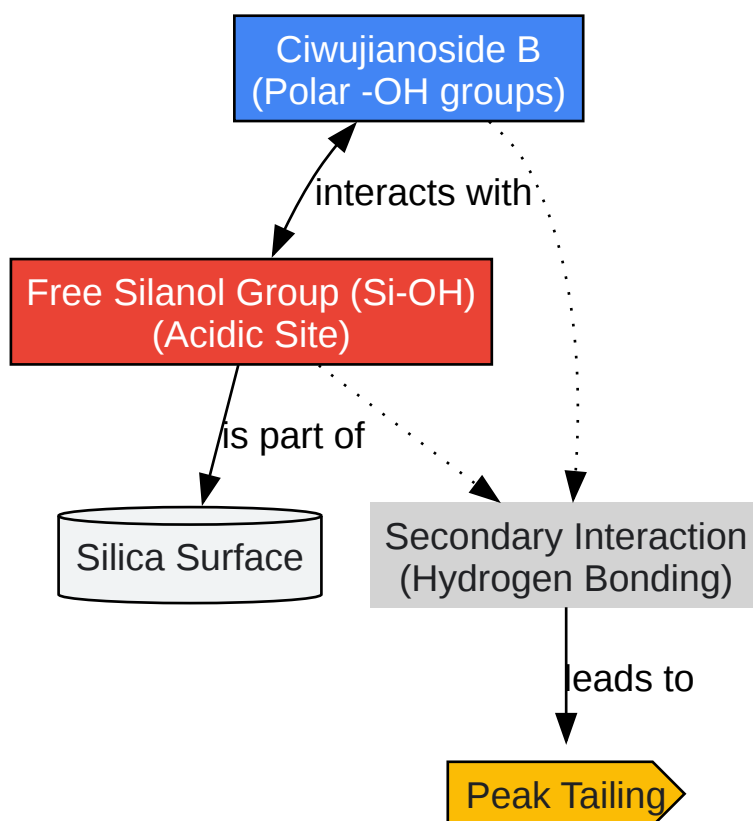 Ciwujianoside B
(Polar -OH groups)
interacts with
Free Silanol Group (Si-OH)
(Acidic Site)
is part of
Silica Surface
Secondary Interaction
(Hydrogen Bonding)
leads to
Peak Tailing